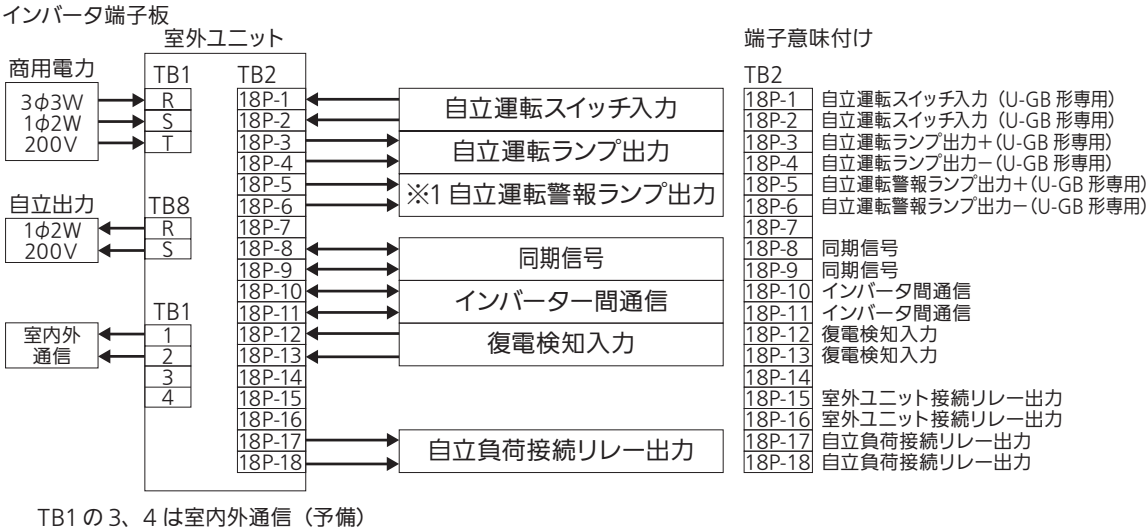 インバータ端子板
室外ユニット
商用電力
3φ3W
1φ2W
200V
TB1
R
S
T
自立出力
1φ2W
200V
TB8
R
S
室内外
通信
TB1
1
2
3
4
TB2
18P-1
18P-2
18P-3
18P-4
18P-5
18P-6
18P-7
18P-8
18P-9
18P-10
18P-11
18P-12
18P-13
18P-14
18P-15
18P-16
18P-17
18P-18
自立運転スイッチ入力
自立運転ランプ出力
※1 自立運転警報ランプ出力
同期信号
インバーター間通信
復電検知入力
自立負荷接続リレー出力
端子意味付け
TB2
18P-1 自立運転スイッチ入力（U-GB 形専用）
18P-2 自立運転スイッチ入力（U-GB 形専用）
18P-3 自立運転ランプ出力＋（U-GB 形専用）
18P-4 自立運転ランプ出力－（U-GB 形専用）
18P-5 自立運転警報ランプ出力＋（U-GB 形専用）
18P-6 自立運転警報ランプ出力－（U-GB 形専用）
18P-7
18P-8 同期信号
18P-9 同期信号
18P-10 インバータ間通信
18P-11 インバータ間通信
18P-12 復電検知入力
18P-13 復電検知入力
18P-14
18P-15 室外ユニット接続リレー出力
18P-16 室外ユニット接続リレー出力
18P-17 自立負荷接続リレー出力
18P-18 自立負荷接続リレー出力
TB1 の 3、4 は室内外通信（予備）